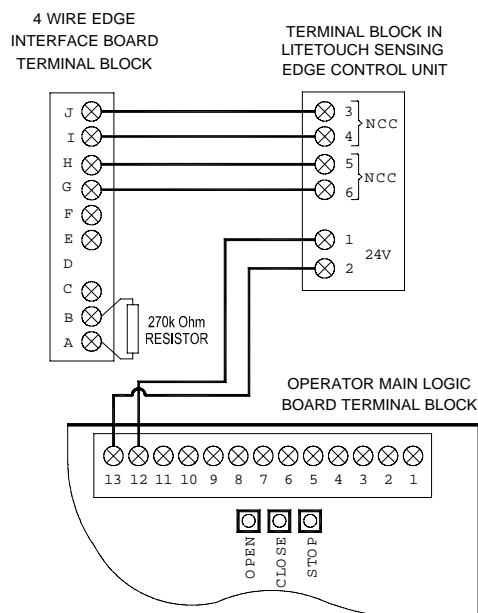 4 WIRE EDGE
INTERFACE BOARD
TERMINAL BLOCK
TERMINAL BLOCK IN
LITETOUCH SENSING
EDGE CONTROL UNIT
J
I
H
G
F
E
D
C
B
A
270k Ohm
RESISTOR
3
4
NCC
5
6
NCC
1
2
24V
OPERATOR MAIN LOGIC
BOARD TERMINAL BLOCK
13 12 11 10 9 8 7 6 5 4 3 2 1
OPEN
CLOSE
STOP